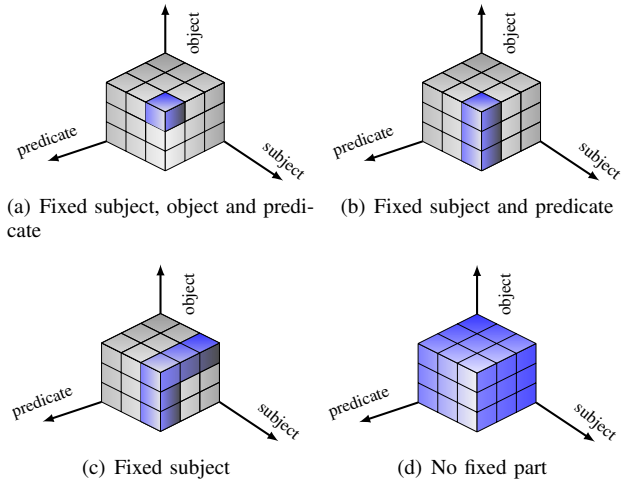 object
predicate
subject
(a) Fixed subject, object and predi-
cate
object
predicate
subject
(b) Fixed subject and predicate
object
predicate
subject
(c) Fixed subject
object
predicate
subject
(d) No fixed part